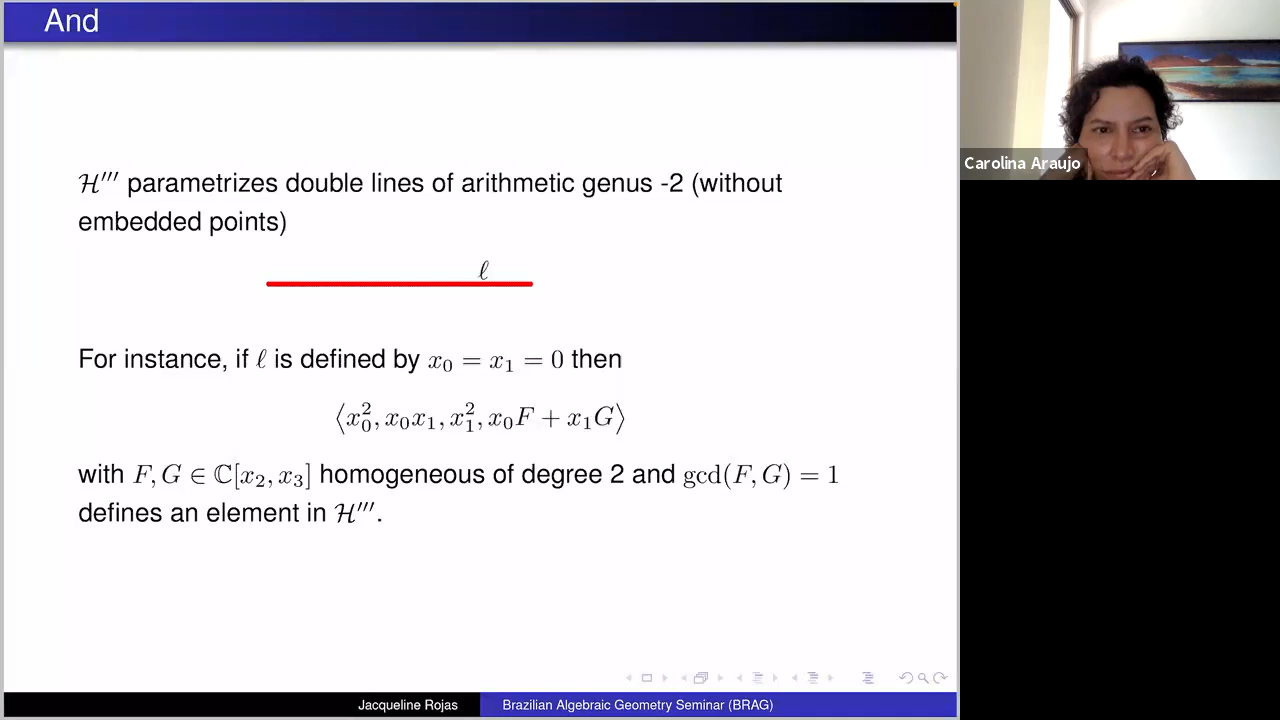 And
ℋ′′′ parametrizes double lines of arithmetic genus -2 (without
embedded points)
ℓ
For instance, if ℓ is defined by x₀ = x₁ = 0 then
⟨x₀², x₀x₁, x₁², x₀F + x₁G⟩
with F, G ∈ ℂ[x₂, x₃] homogeneous of degree 2 and gcd(F, G) = 1
defines an element in ℋ′′′.
Jacqueline Rojas
Brazilian Algebraic Geometry Seminar (BRAG)
Carolina Araujo